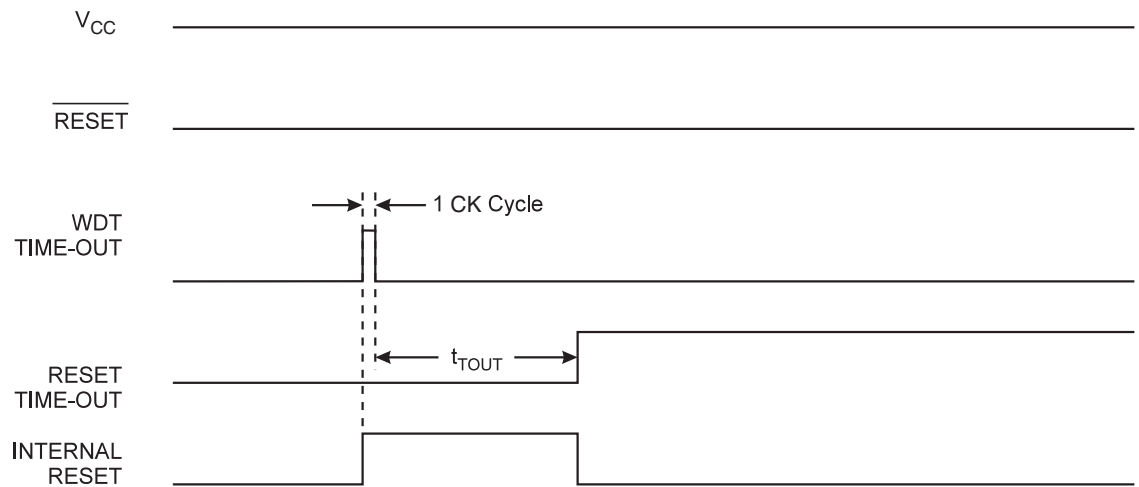 VCC
RESET
1 CK Cycle
WDT
TIME-OUT
tTOUT
RESET
TIME-OUT
INTERNAL
RESET